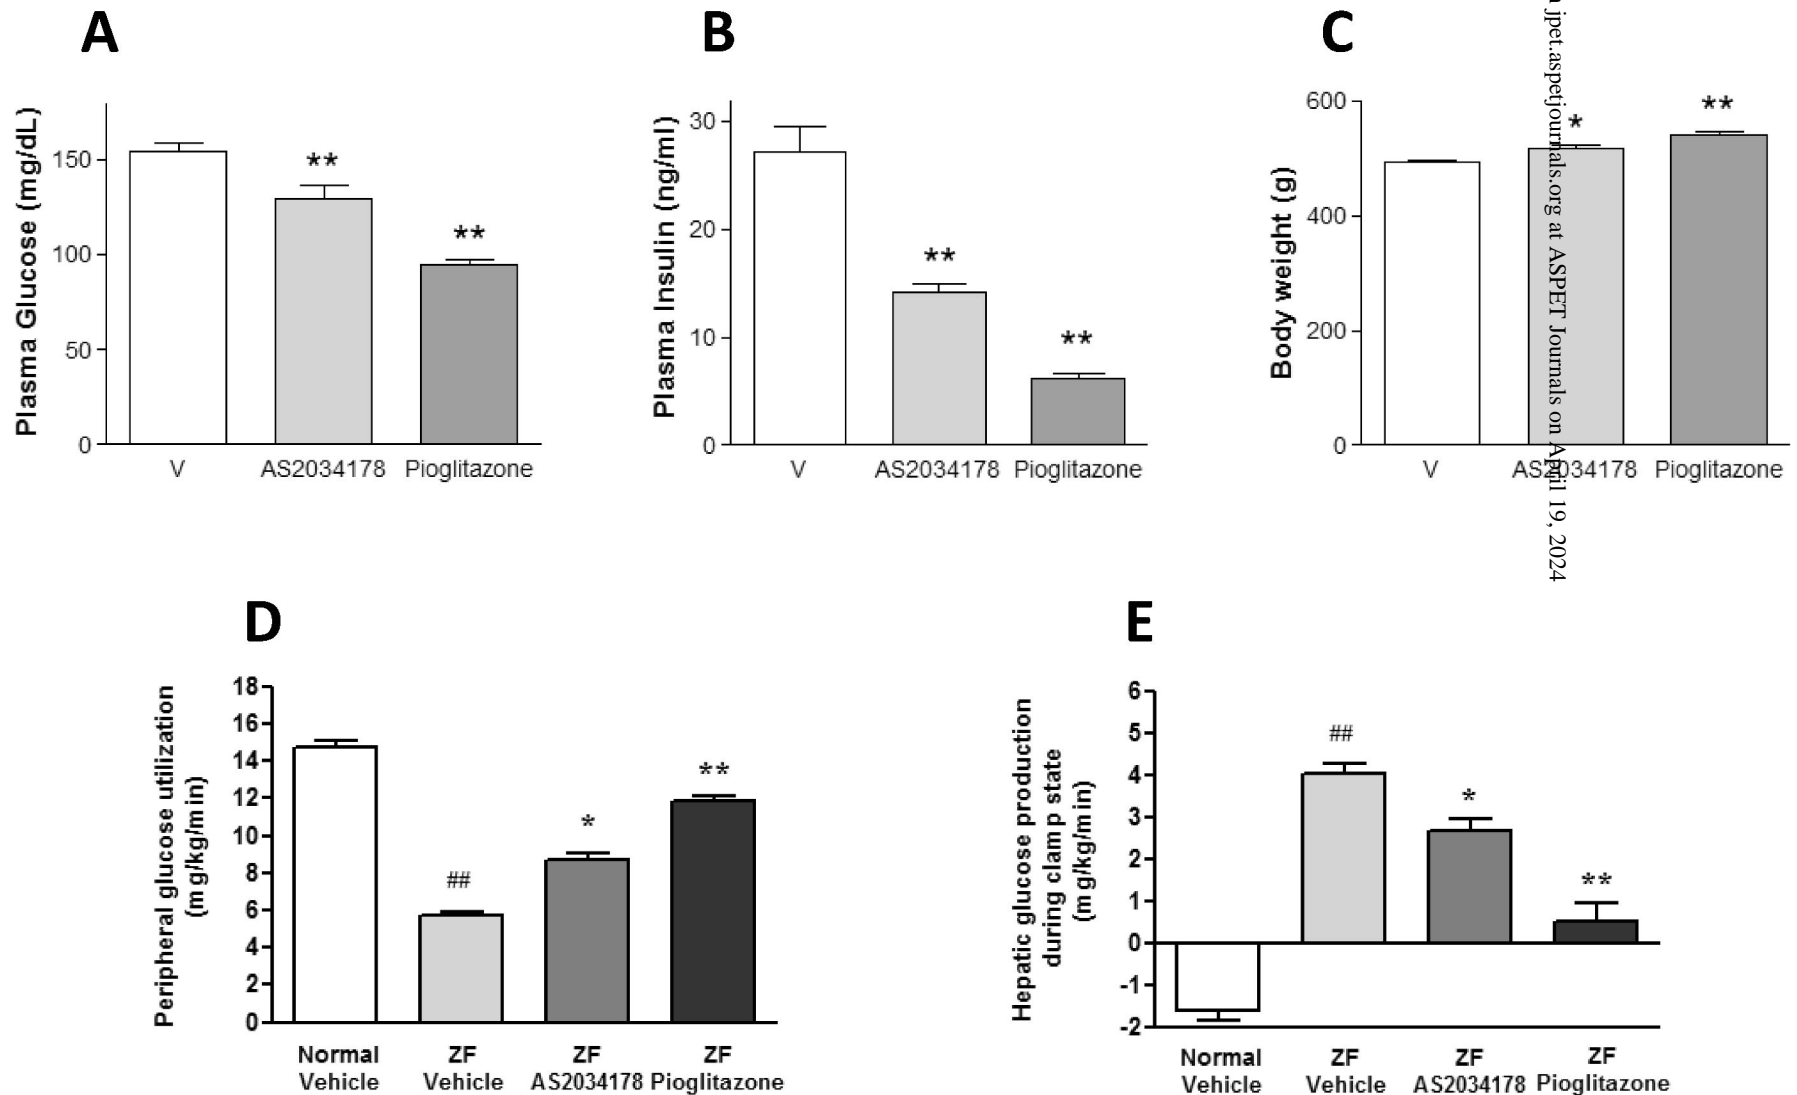 A
Plasma Glucose (mg/dL)
150
100
50
0
**
**
V
AS2034178
Pioglitazone
B
Plasma Insulin (ng/ml)
30
20
10
0
**
**
V
AS2034178
Pioglitazone
C
Body weight (g)
600
400
200
0
*
**
V
AS2034178
Pioglitazone
jpet.aspetjournals.org at ASPET Journals on April 19, 2024
D
Peripheral glucose utilization
(mg/kg/min)
18
16
14
12
10
8
6
4
2
0
##
*
**
Normal
Vehicle
ZF
Vehicle
ZF
AS2034178
ZF
Pioglitazone
E
Hepatic glucose production
during clamp state
(mg/kg/min)
6
5
4
3
2
1
0
-1
-2
##
*
**
Normal
Vehicle
ZF
Vehicle
ZF
AS2034178
ZF
Pioglitazone